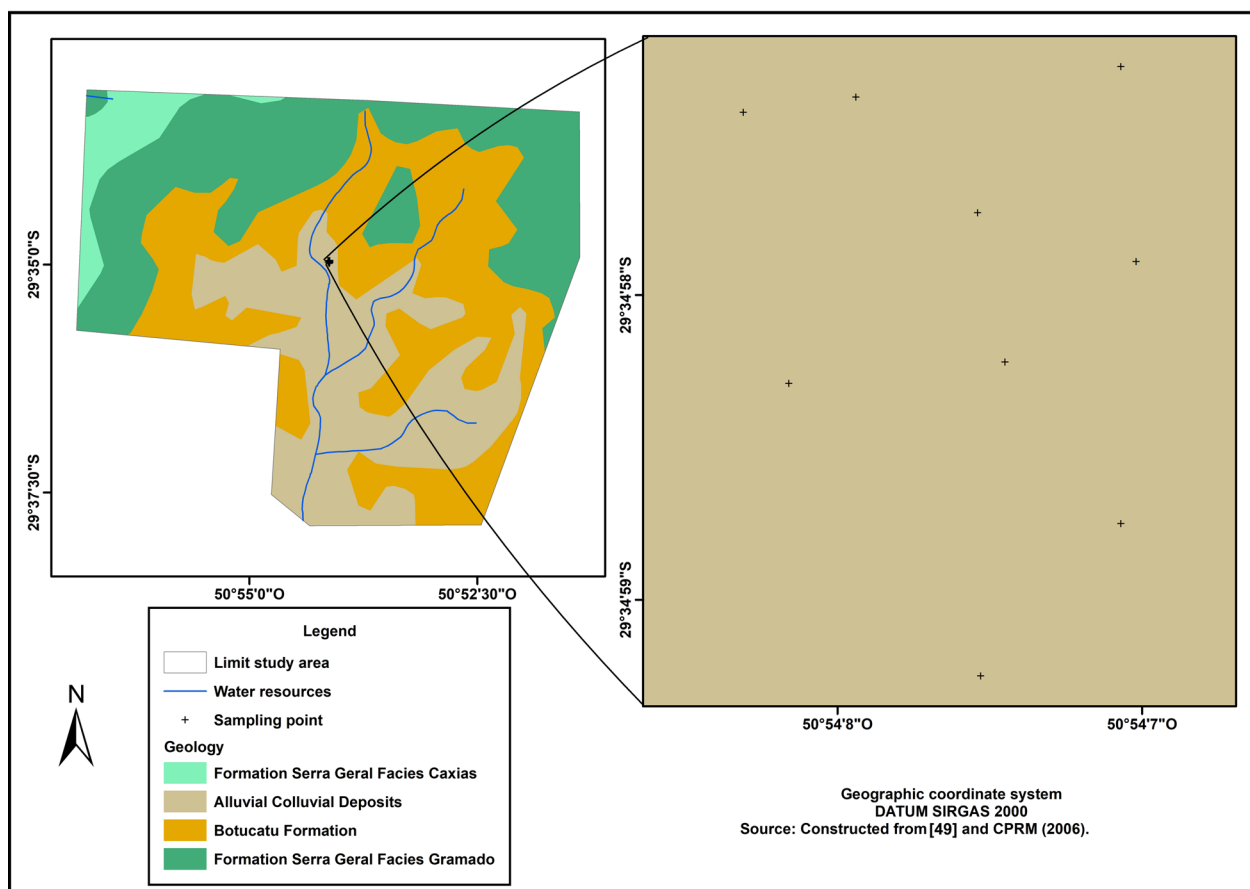 29°35'0"S
29°37'30"S
50°55'0"O
50°52'30"O
29°34'58"S
29°34'59"S
50°54'8"O
50°54'7"O
Legend
Limit study area
Water resources
Sampling point
Geology
Formation Serra Geral Facies Caxias
Alluvial Colluvial Deposits
Botucatu Formation
Formation Serra Geral Facies Gramado
N
Geographic coordinate system
DATUM SIRGAS 2000
Source: Constructed from [49] and CPRM (2006).